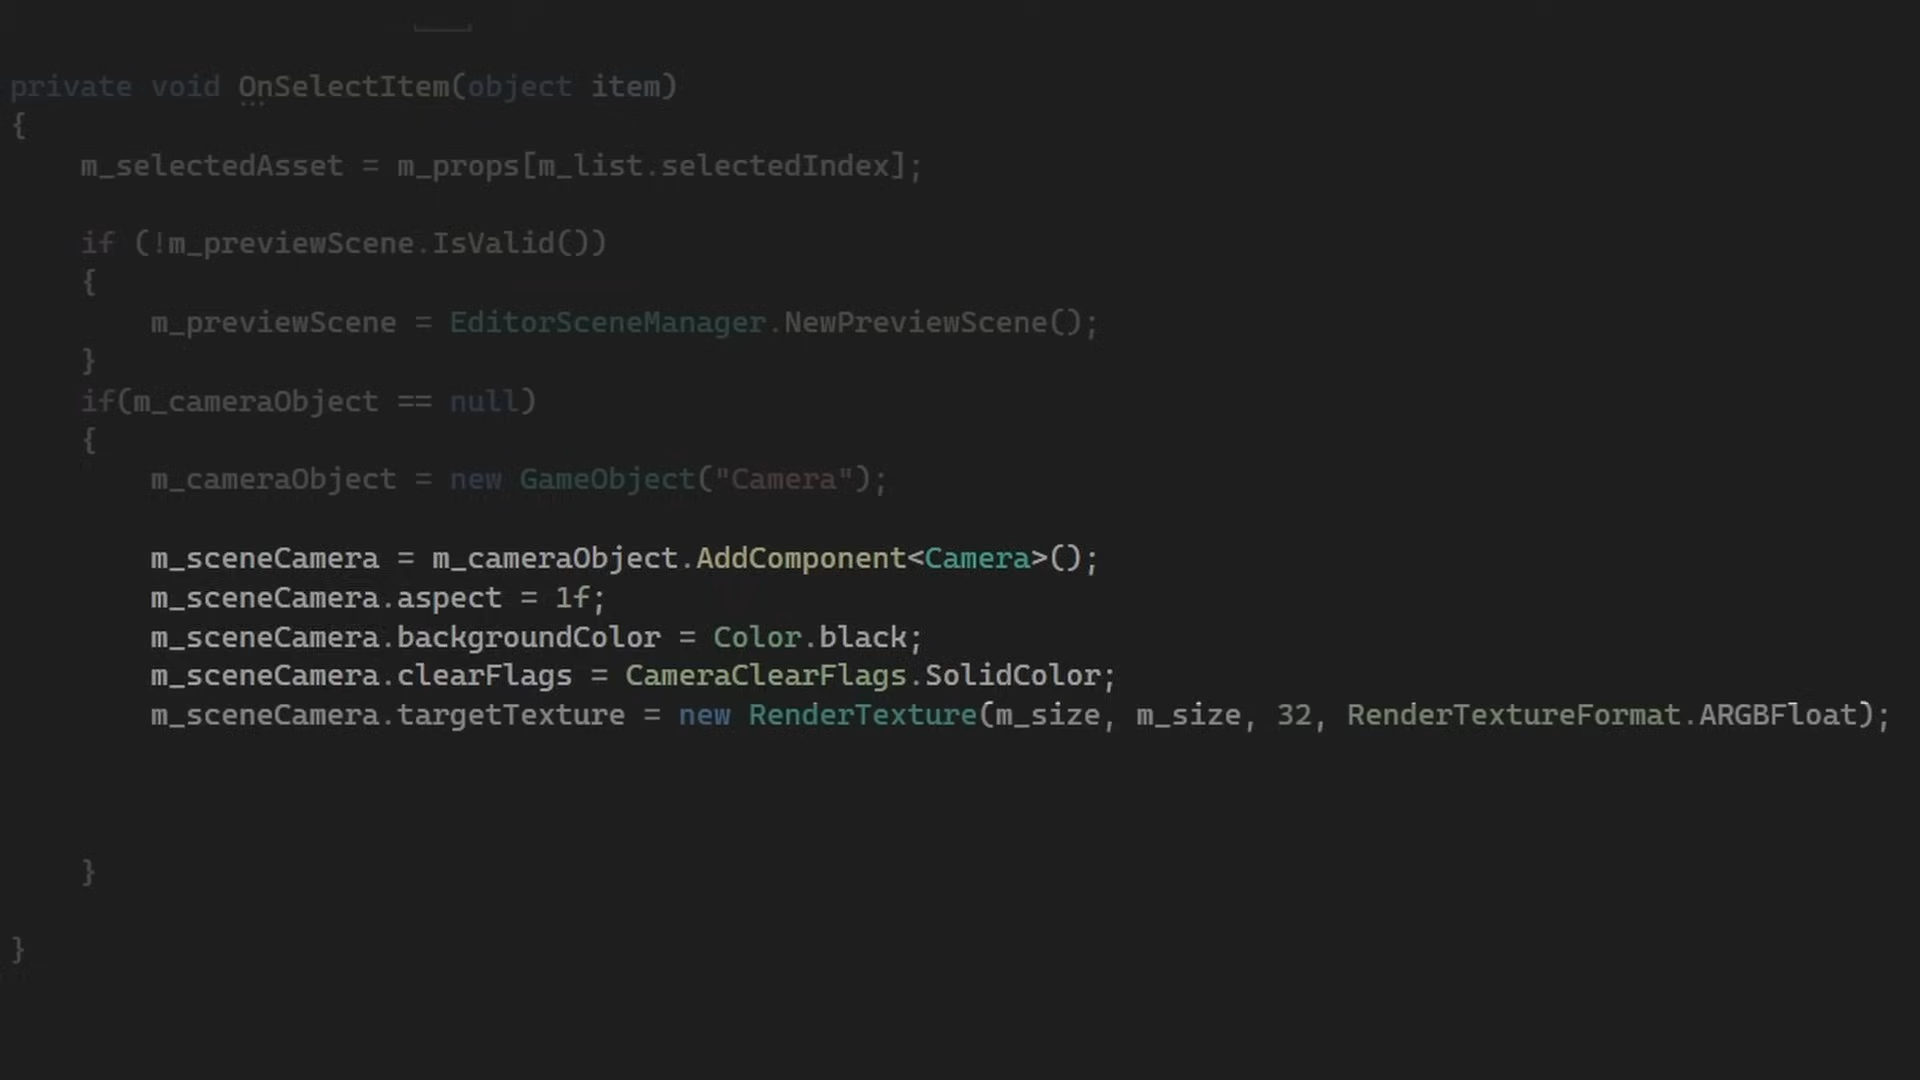 private void OnSelectItem(object item)
{
m_selectedAsset = m_props[m_list.selectedIndex];
if (!m_previewScene.IsValid())
{
m_previewScene = EditorSceneManager.NewPreviewScene();
}
if(m_cameraObject == null)
{
m_cameraObject = new GameObject("Camera");
m_sceneCamera = m_cameraObject.AddComponent<Camera>();
m_sceneCamera.aspect = 1f;
m_sceneCamera.backgroundColor = Color.black;
m_sceneCamera.clearFlags = CameraClearFlags.SolidColor;
m_sceneCamera.targetTexture = new RenderTexture(m_size, m_size, 32, RenderTextureFormat.ARGBFloat);
}
}